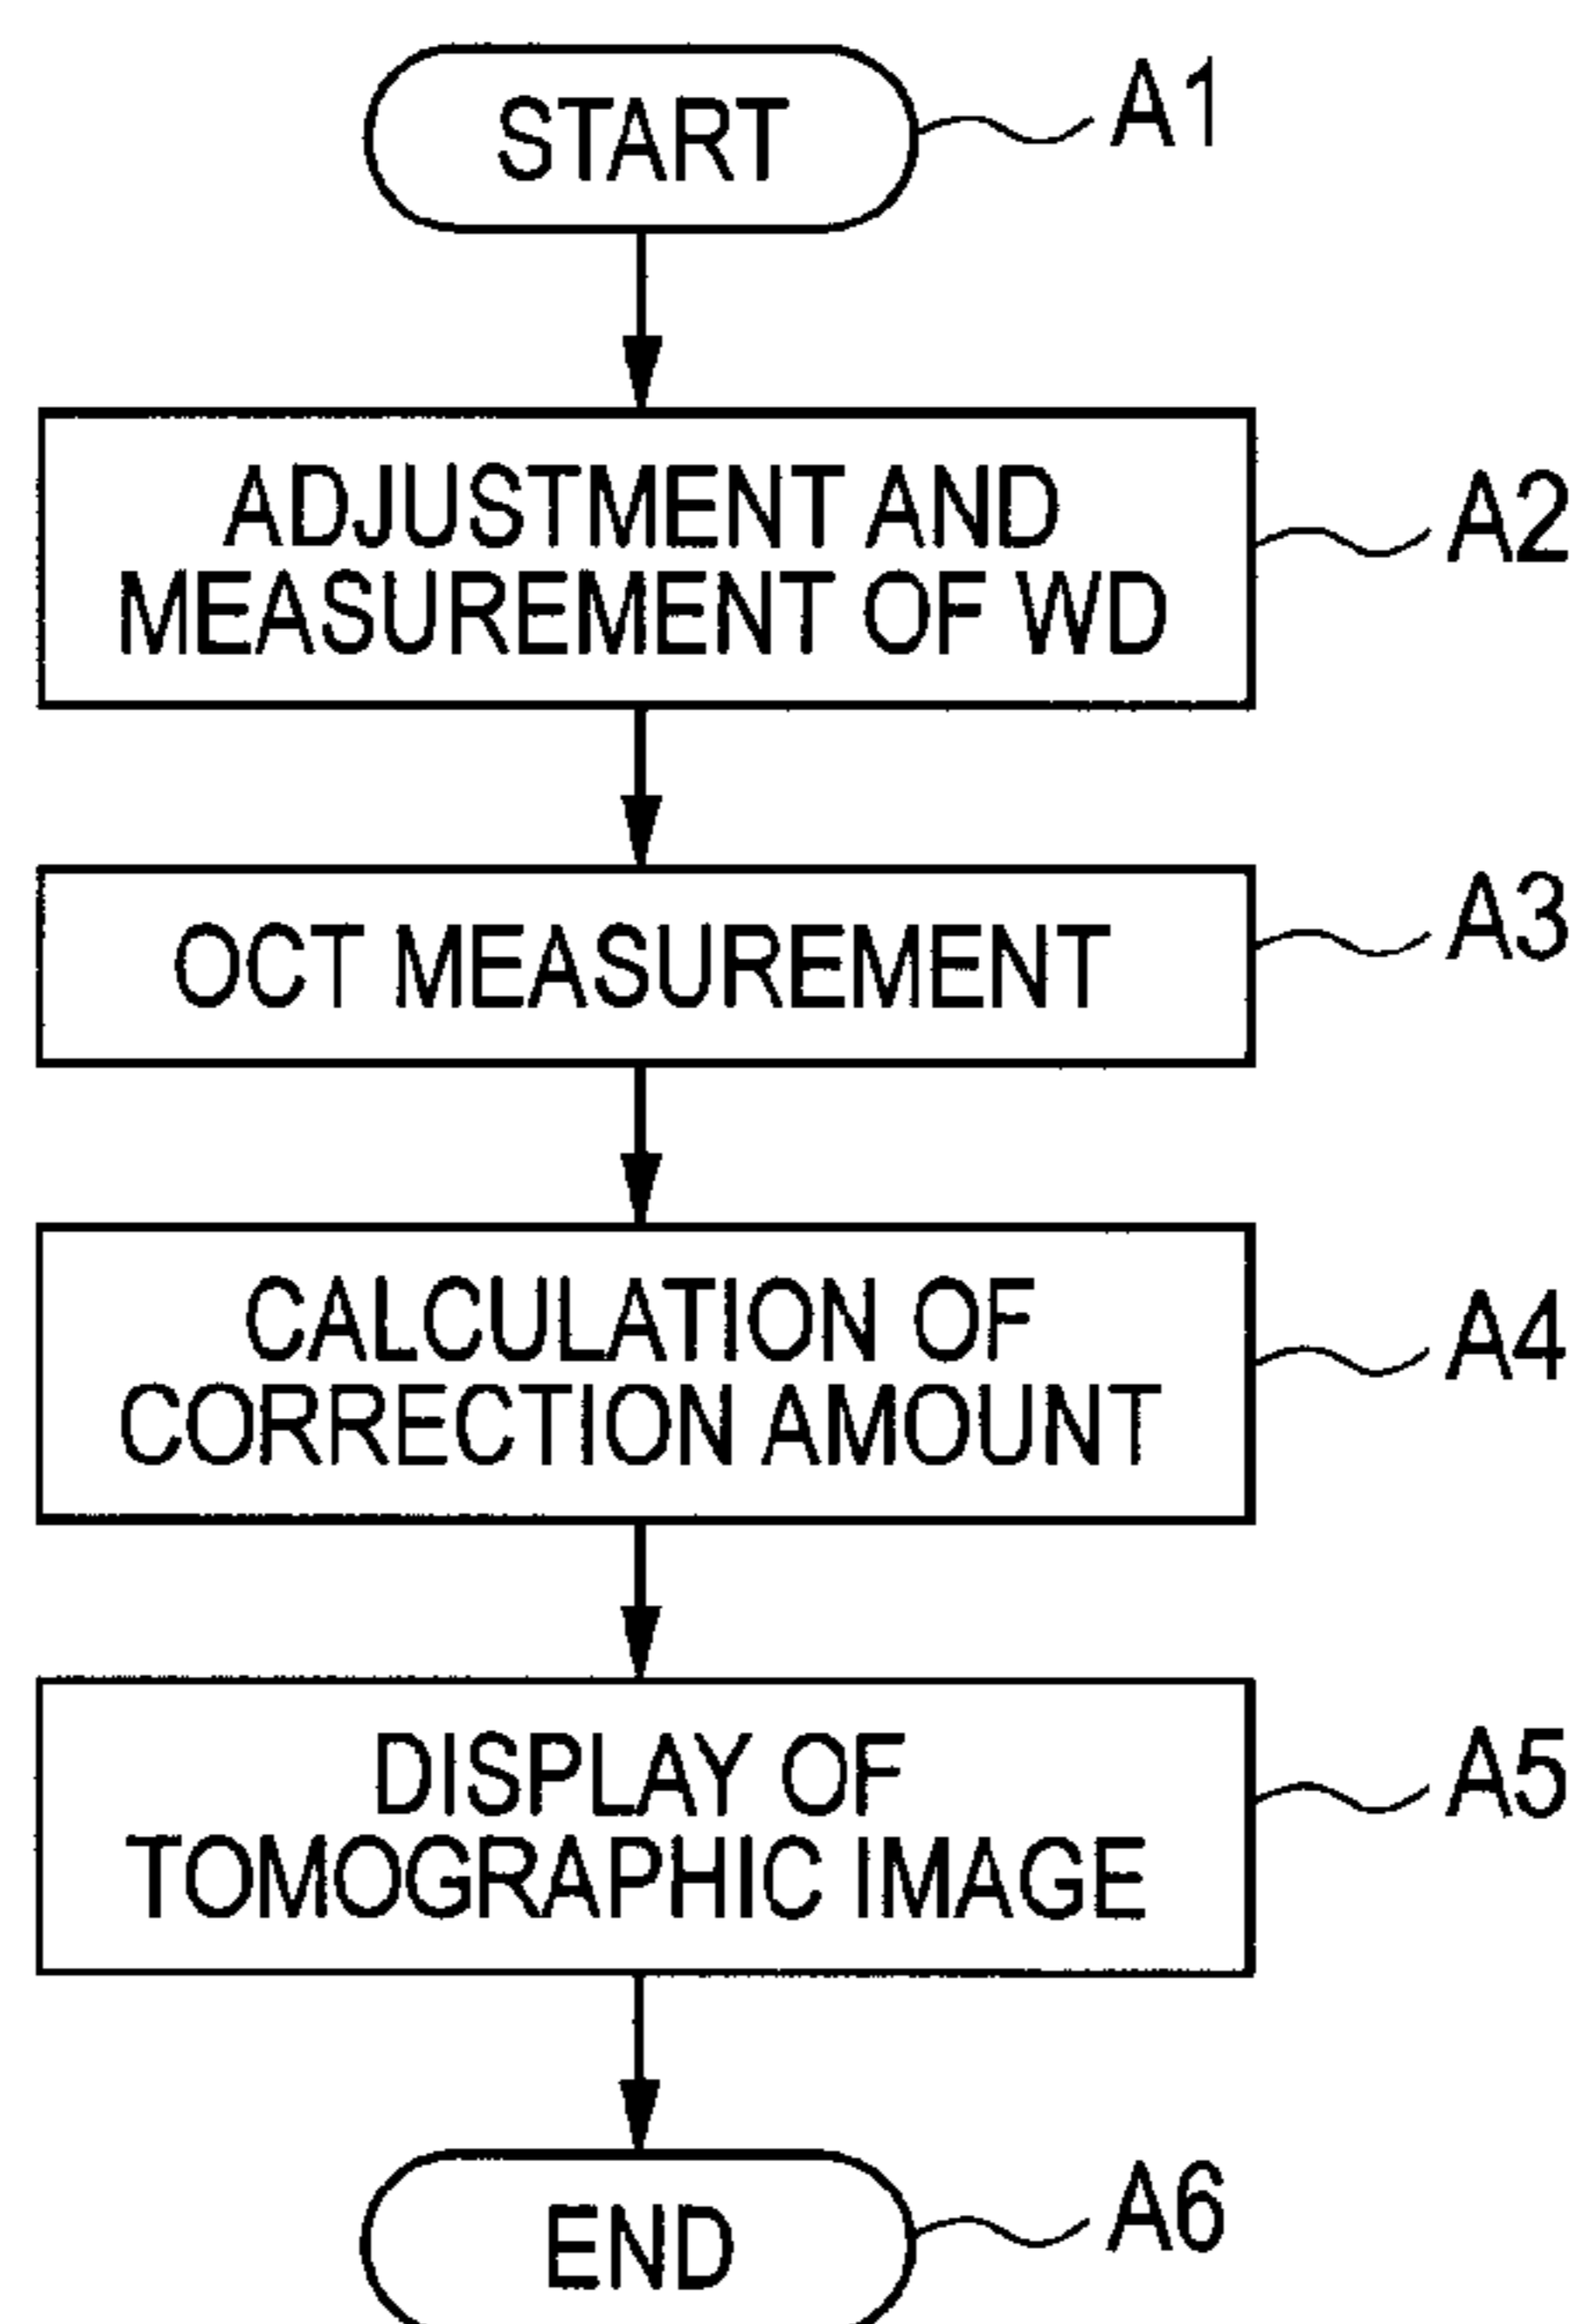 START
A1
ADJUSTMENT AND
MEASUREMENT OF WD
A2
OCT MEASUREMENT
A3
CALCULATION OF
CORRECTION AMOUNT
A4
DISPLAY OF
TOMOGRAPHIC IMAGE
A5
END
A6